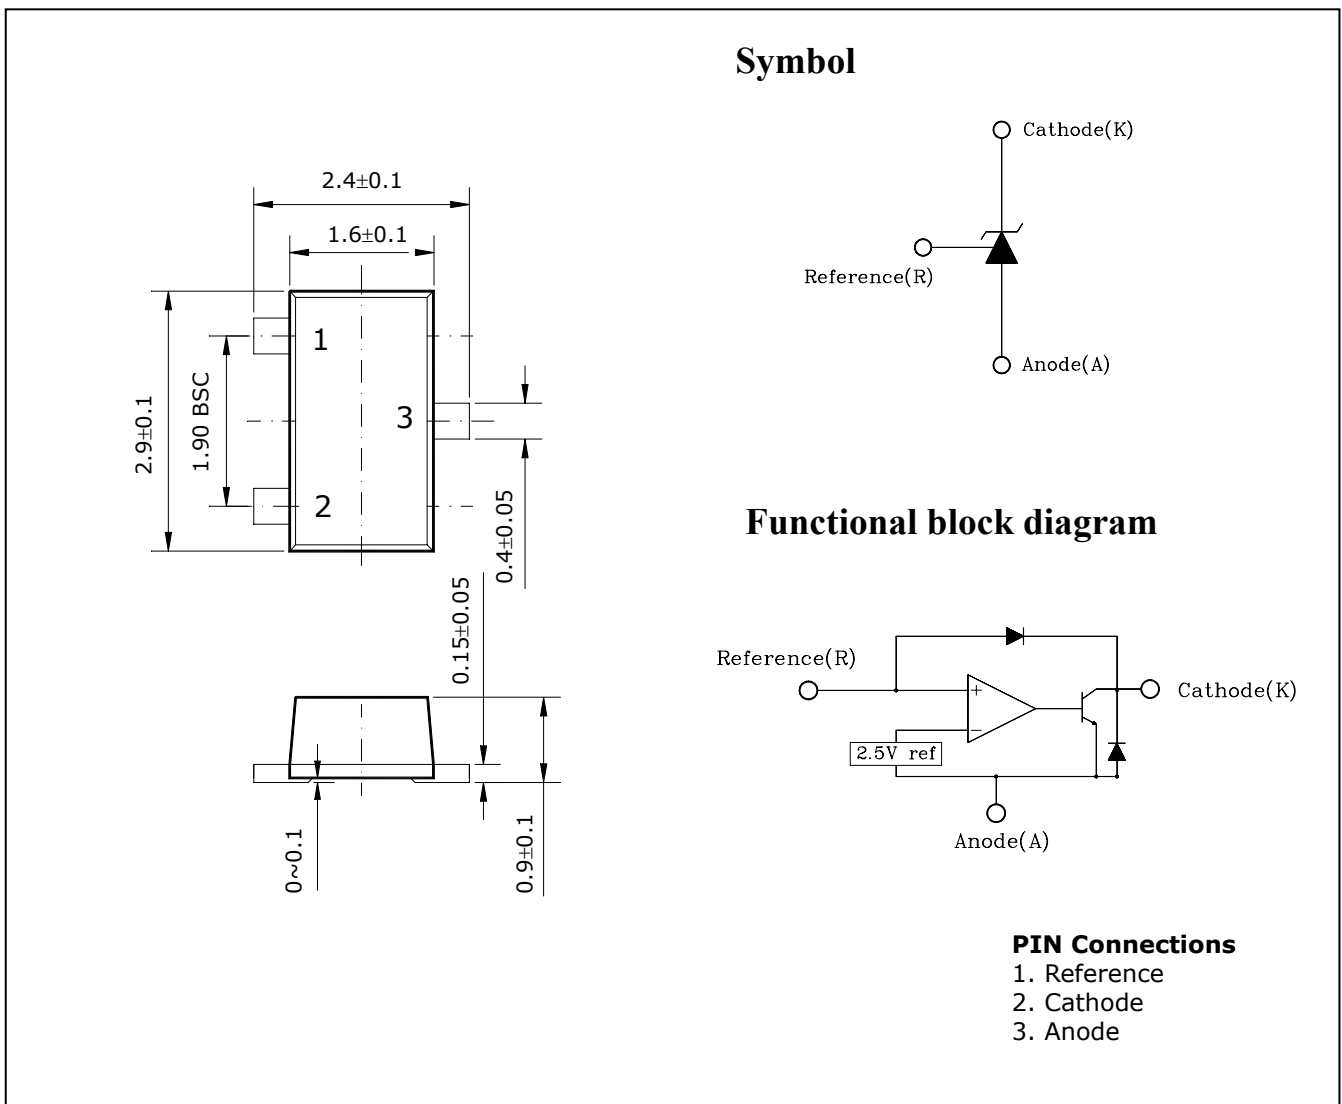 Symbol
Cathode(K)
Reference(R)
Anode(A)
2.4±0.1
1.6±0.1
1
2
3
2.9±0.1
1.90 BSC
0.4±0.05
0.15±0.05
0~0.1
0.9±0.1
Functional block diagram
Reference(R)
+
−
2.5V ref
Cathode(K)
Anode(A)
PIN Connections
1. Reference
2. Cathode
3. Anode